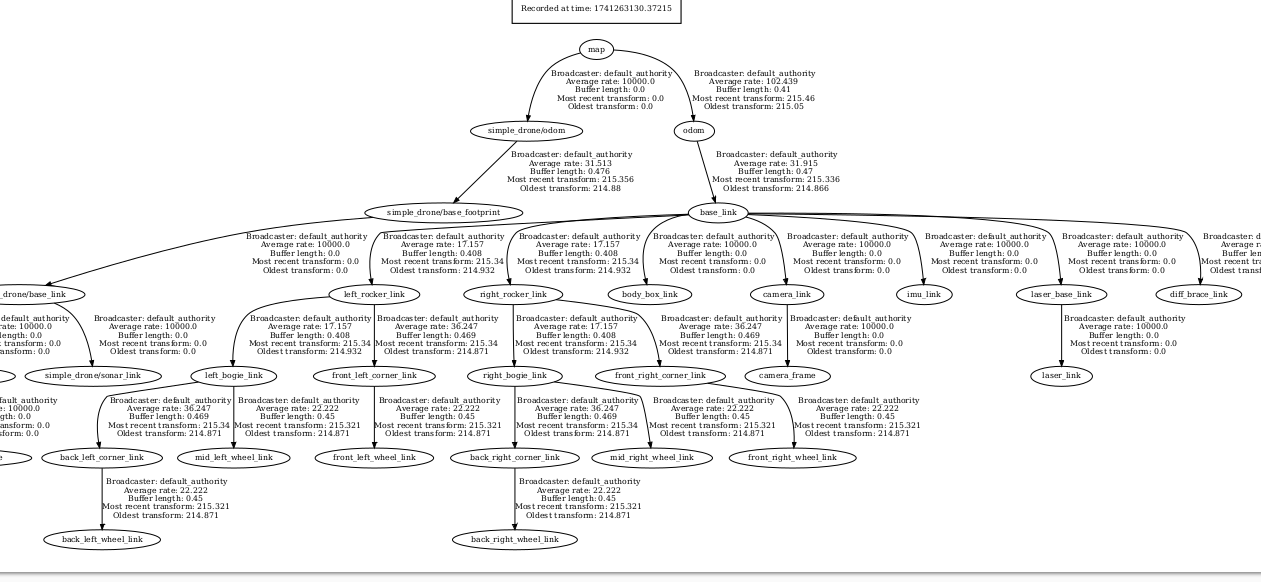 Recorded at time: 1741263130.37215
map
Broadcaster: default_authority
Average rate: 10000.0
Buffer length: 0.0
Most recent transform: 0.0
Oldest transform: 0.0
Broadcaster: default_authority
Average rate: 102.439
Buffer length: 0.41
Most recent transform: 215.46
Oldest transform: 215.05
simple_drone/odom
odom
Broadcaster: default_authority
Average rate: 31.513
Buffer length: 0.476
Most recent transform: 215.356
Oldest transform: 214.88
Broadcaster: default_authority
Average rate: 31.915
Buffer length: 0.47
Most recent transform: 215.336
Oldest transform: 214.866
simple_drone/base_footprint
base_link
Broadcaster: default_authority
Average rate: 10000.0
Buffer length: 0.0
Most recent transform: 0.0
Oldest transform: 0.0
Broadcaster: default_authority
Average rate: 17.157
Buffer length: 0.408
Most recent transform: 215.34
Oldest transform: 214.932
Broadcaster: default_authority
Average rate: 17.157
Buffer length: 0.408
Most recent transform: 215.34
Oldest transform: 214.932
Broadcaster: default_authority
Average rate: 10000.0
Buffer length: 0.0
Most recent transform: 0.0
Oldest transform: 0.0
Broadcaster: default_authority
Average rate: 10000.0
Buffer length: 0.0
Most recent transform: 0.0
Oldest transform: 0.0
Broadcaster: default_authority
Average rate: 10000.0
Buffer length: 0.0
Most recent transform: 0.0
Oldest transform: 0.0
Broadcaster: default_authority
Average rate: 10000.0
Buffer length: 0.0
Most recent transform: 0.0
Oldest transform: 0.0
Broadcaster:
Average
Buffer
Most recent
Oldest
_drone/base_link
left_rocker_link
right_rocker_link
body_box_link
camera_link
imu_link
laser_base_link
diff_brace_link
default_authority
rate: 10000.0
length: 0.0
transform: 0.0
0.0
Broadcaster: default_authority
Average rate: 10000.0
Buffer length: 0.0
Most recent transform: 0.0
Oldest transform: 0.0
Broadcaster: default_authority
Average rate: 17.157
Buffer length: 0.408
Most recent transform: 215.34
Oldest transform: 214.932
Broadcaster: default_authority
Average rate: 36.247
Buffer length: 0.469
Most recent transform: 215.34
Oldest transform: 214.871
Broadcaster: default_authority
Average rate: 17.157
Buffer length: 0.408
Most recent transform: 215.34
Oldest transform: 214.932
Broadcaster: default_authority
Average rate: 36.247
Buffer length: 0.469
Most recent transform: 215.34
Oldest transform: 214.871
Broadcaster: default_authority
Average rate: 10000.0
Buffer length: 0.0
Most recent transform: 0.0
Oldest transform: 0.0
Broadcaster: default_authority
Average rate: 10000.0
Buffer length: 0.0
Most recent transform: 0.0
Oldest transform: 0.0
simple_drone/sonar_link
left_bogie_link
front_left_corner_link
right_bogie_link
front_right_corner_link
camera_frame
laser_link
10000.0
0.0
0.0
0.0
Broadcaster: default_authority
Average rate: 36.247
Buffer length: 0.469
Most recent transform: 215.34
Oldest transform: 214.871
Broadcaster: default_authority
Average rate: 22.222
Buffer length: 0.45
Most recent transform: 215.321
Oldest transform: 214.871
Broadcaster: default_authority
Average rate: 22.222
Buffer length: 0.45
Most recent transform: 215.321
Oldest transform: 214.871
Broadcaster: default_authority
Average rate: 36.247
Buffer length: 0.469
Most recent transform: 215.34
Oldest transform: 214.871
Broadcaster: default_authority
Average rate: 22.222
Buffer length: 0.45
Most recent transform: 215.321
Oldest transform: 214.871
Broadcaster: default_authority
Average rate: 22.222
Buffer length: 0.45
Most recent transform: 215.321
Oldest transform: 214.871
back_left_corner_link
mid_left_wheel_link
front_left_wheel_link
back_right_corner_link
mid_right_wheel_link
front_right_wheel_link
Broadcaster: default_authority
Average rate: 22.222
Buffer length: 0.45
Most recent transform: 215.321
Oldest transform: 214.871
Broadcaster: default_authority
Average rate: 22.222
Buffer length: 0.45
Most recent transform: 215.321
Oldest transform: 214.871
back_left_wheel_link
back_right_wheel_link